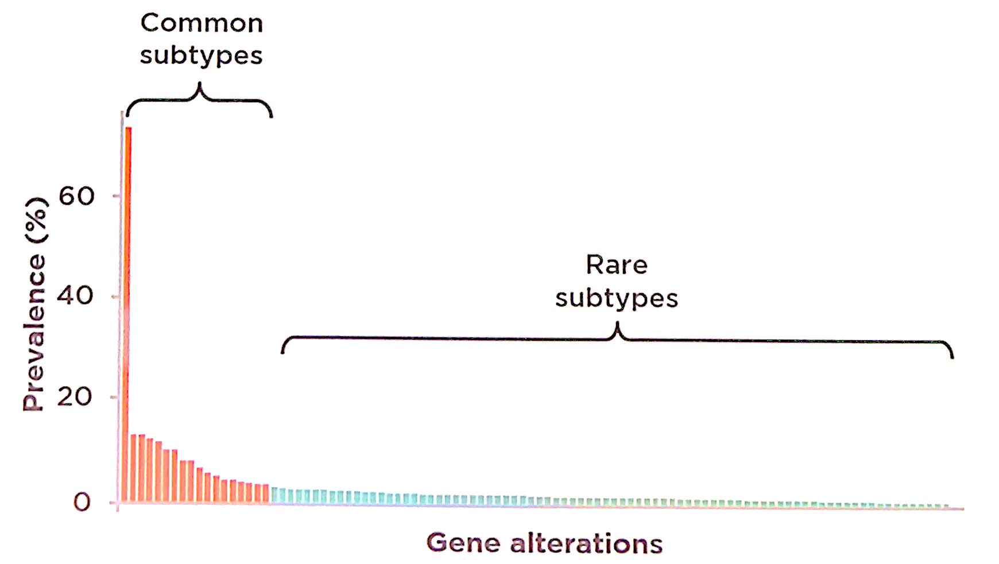 Common
subtypes
60
40
20
0
Prevalence (%)
Rare
subtypes
Gene alterations